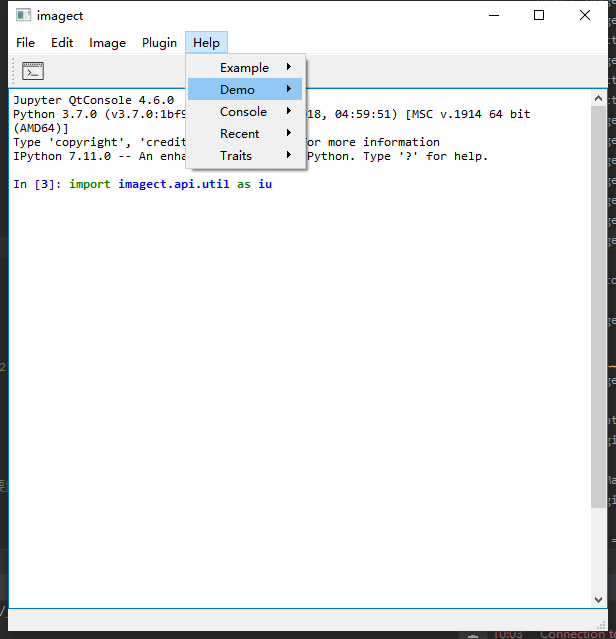 imagect
File Edit Image Plugin Help
Example
Demo
Console
Recent
Traits
Jupyter QtConsole 4.6.0
Python 3.7.0 (v3.7.0:1bf9 18, 04:59:51) [MSC v.1914 64 bit
(AMD64)]
Type 'copyright', 'credit or more information
IPython 7.11.0 -- An enha Python. Type '?' for help.
In [3]: import imagect.api.util as iu
10:03 Connection to